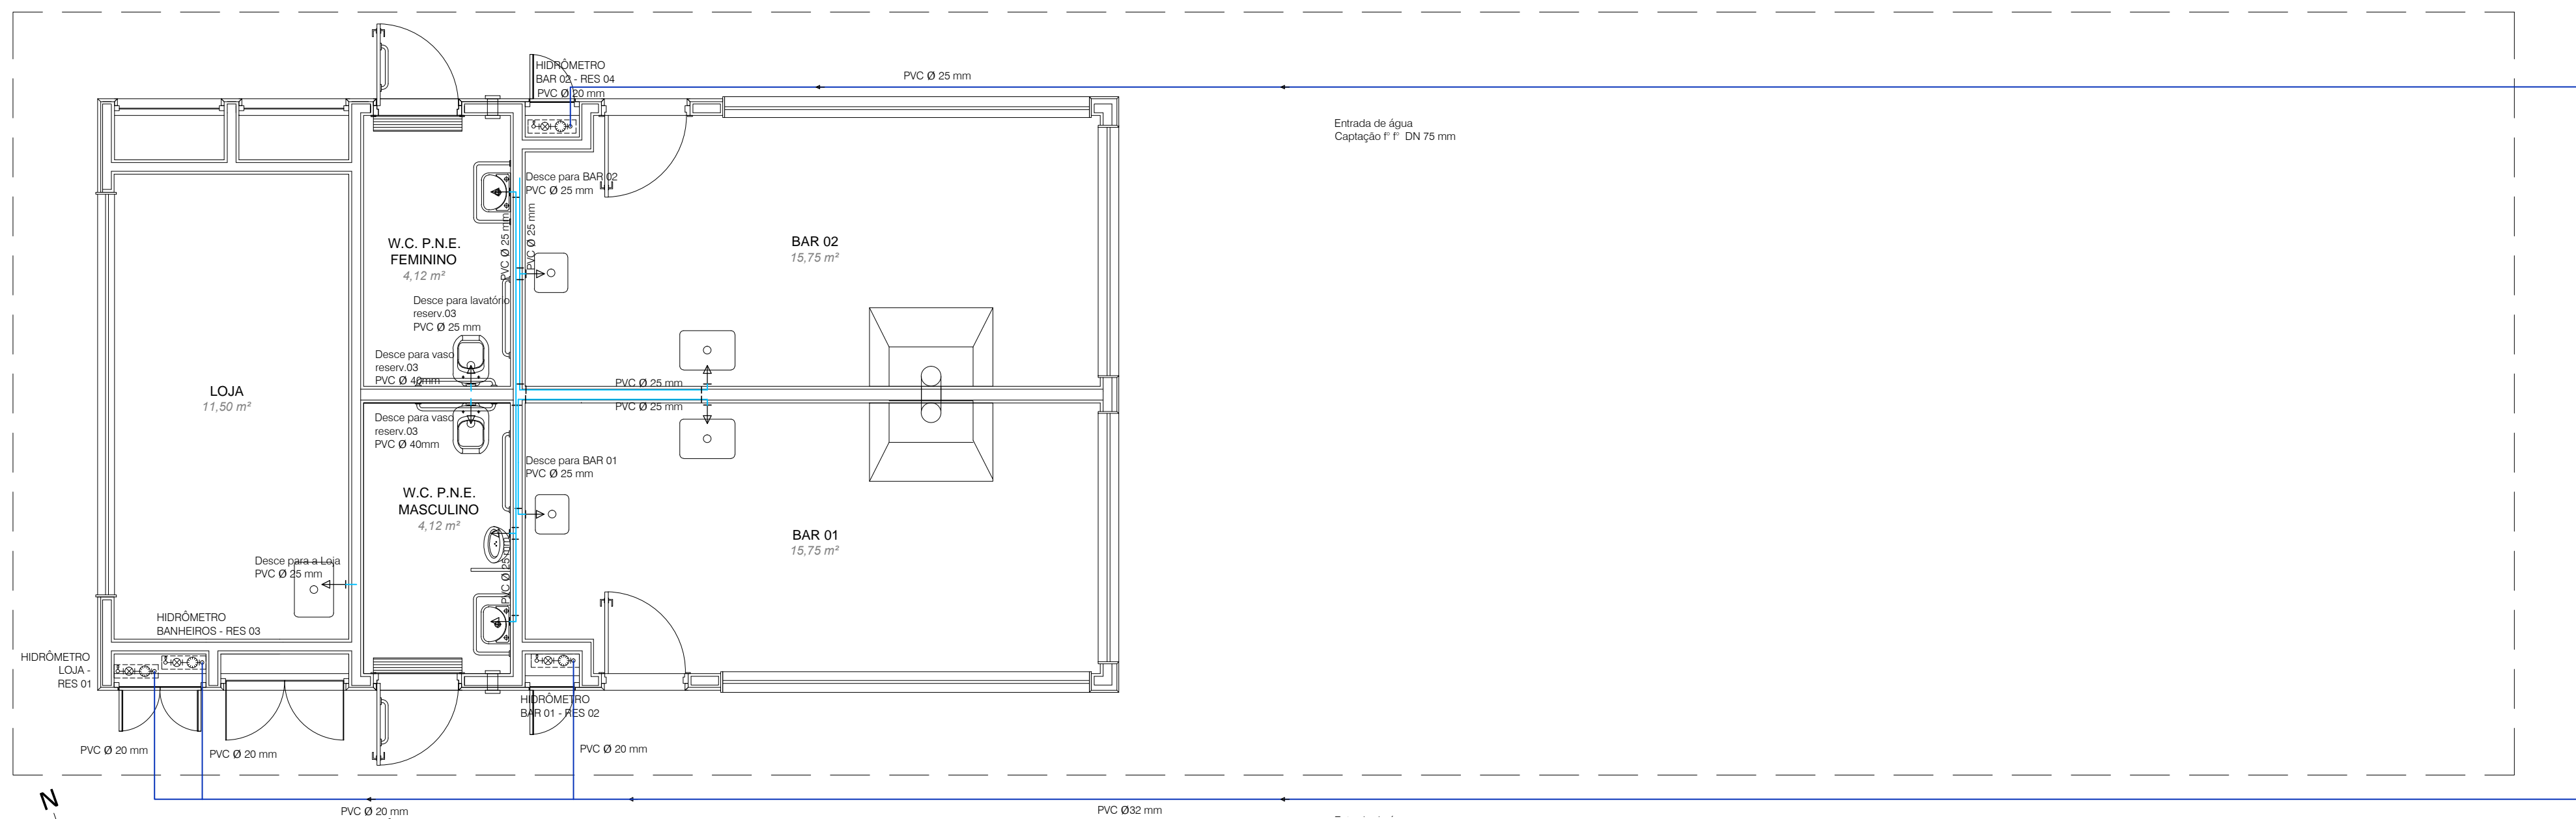 HIDRÔMETRO
BAR 02 - RES 04
PVC Ø 20 mm
PVC Ø 25 mm
Entrada de água
Captação f° f° DN 75 mm
Desce para BAR 02
PVC Ø 25 mm
PVC Ø 25 mm
PVC Ø 25 mm
W.C. P.N.E.
FEMININO
4,12 m²
BAR 02
15,75 m²
Desce para lavatório
reserv.03
PVC Ø 25 mm
Desce para vaso
reserv.03
PVC Ø 40mm
PVC Ø 25 mm
PVC Ø 25 mm
LOJA
11,50 m²
Desce para vaso
reserv.03
PVC Ø 40mm
Desce para BAR 01
PVC Ø 25 mm
W.C. P.N.E.
MASCULINO
4,12 m²
BAR 01
15,75 m²
PVC Ø 25 mm
Desce para a Loja
PVC Ø 25 mm
HIDRÔMETRO
BANHEIROS - RES 03
HIDRÔMETRO
LOJA -
RES 01
HIDRÔMETRO
BAR 01 - RES 02
PVC Ø 20 mm
PVC Ø 20 mm
PVC Ø 20 mm
N
PVC Ø 20 mm
PVC Ø32 mm